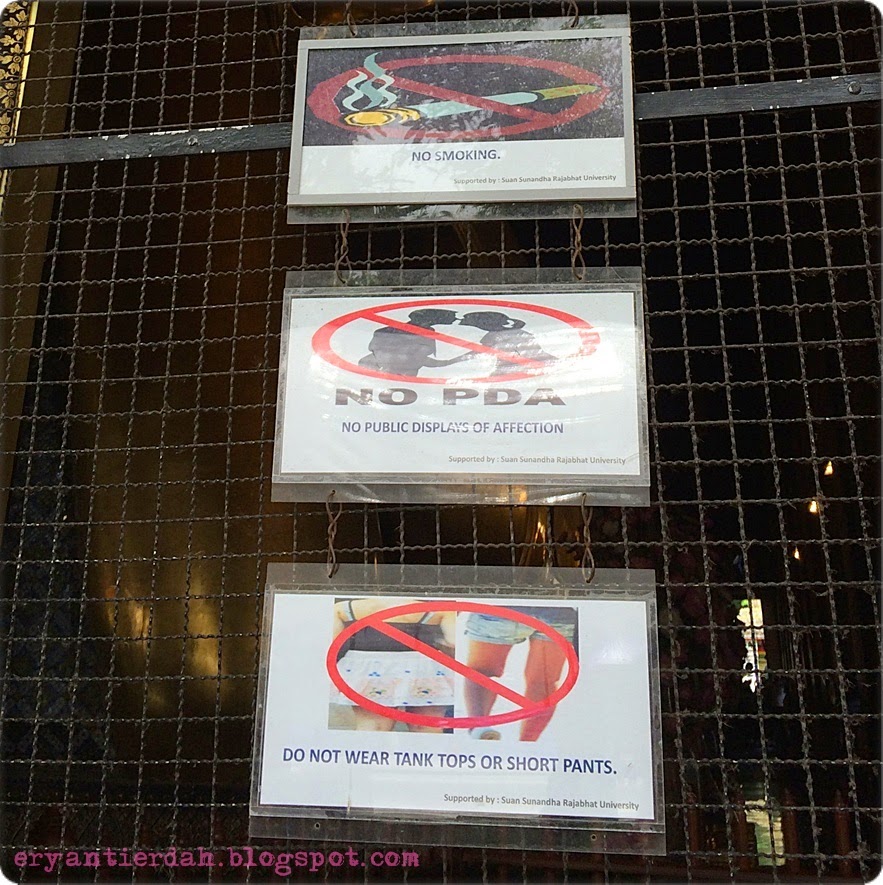 NO SMOKING.
Supported by : Suan Sunandha Rajabhat University
NO PDA
NO PUBLIC DISPLAYS OF AFFECTION
Supported by : Suan Sunandha Rajabhat University
DO NOT WEAR TANK TOPS OR SHORT PANTS.
Supported by : Suan Sunandha Rajabhat University
eryantierdah.blogspot.com